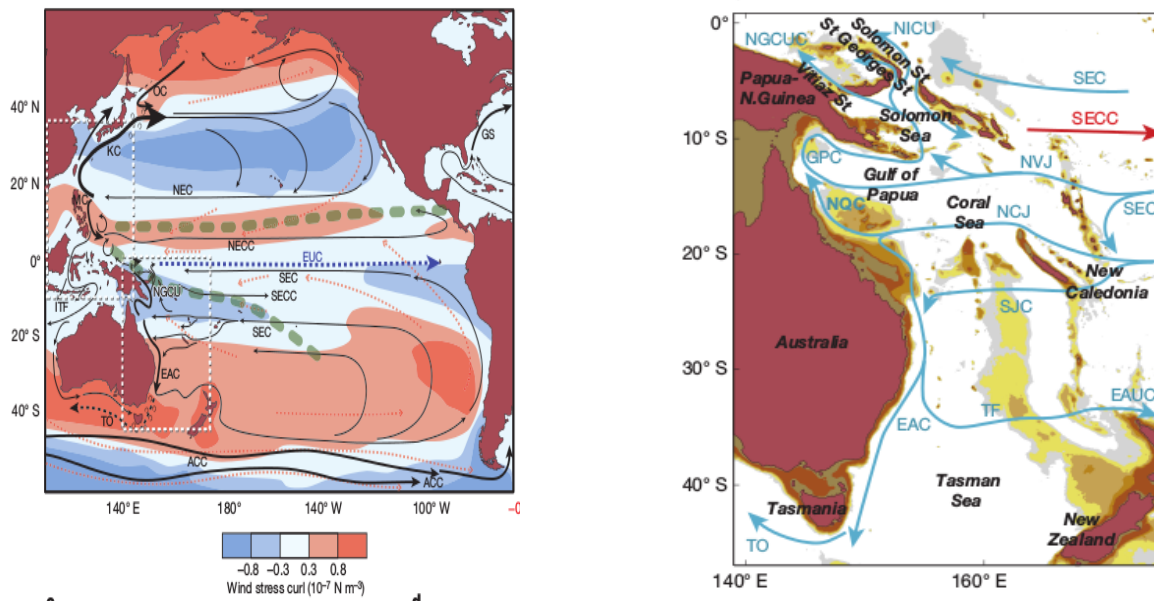 40° N
20° N
0°
20° S
40° S
OC
KC
GS
NEC
MC
NECC
EUC
SEC
NGCU
SECC
ITF
SEC
EAC
TO
ACC
ACC
140° E
180°
140° W
100° W
−0.8
−0.3
0.3
0.8
Wind stress curl (10⁻⁷ N m⁻³)
0°
10° S
20° S
30° S
40° S
NGCUC
NICU
Solomon St
St Georges St
Vitiaz St
SEC
Papua-
N.Guinea
Solomon
Sea
SECC
GPC
NVJ
Gulf of
Papua
NQC
Coral
Sea
NCJ
SEC
New
Caledonia
SJC
Australia
EAC
TF
EAUC
Tasman
Sea
Tasmania
New
Zealand
TO
140° E
160° E